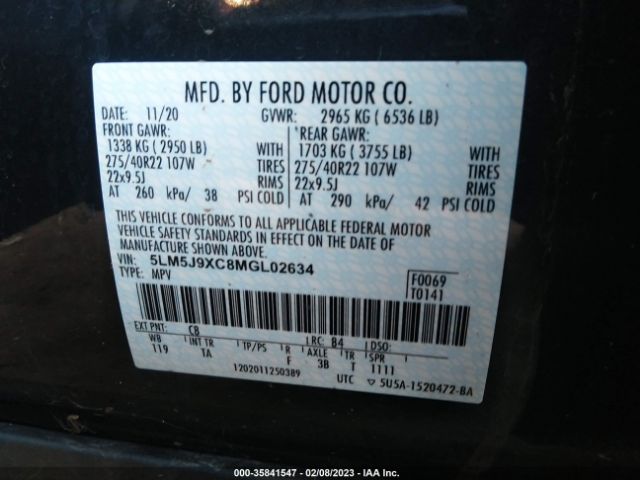 MFD. BY FORD MOTOR CO.
DATE: 11/20 GVWR: 2965 KG ( 6536 LB)
FRONT GAWR: REAR GAWR:
1338 KG ( 2950 LB) WITH 1703 KG ( 3755 LB) WITH
275/40R22 107W TIRES 275/40R22 107W TIRES
22x9.5J RIMS 22x9.5J RIMS
AT 260 kPa/ 38 PSI COLD AT 290 kPa/ 42 PSI COLD
THIS VEHICLE CONFORMS TO ALL APPLICABLE FEDERAL MOTOR
VEHICLE SAFETY STANDARDS IN EFFECT ON THE DATE OF
MANUFACTURE SHOWN ABOVE.
VIN: 5LM5J9XC8MGL02634
TYPE: MPV F0069
T0141
EXT PNT: CB RC: 84 DSO:
WB INT TR TP/PS R AXLE TR SPR
119 TA F 3B T 1111
1202011250389 UTC ▽ 5U5A-1520472-BA
000-35841547 \ 02/08/2023 - IAA Inc.